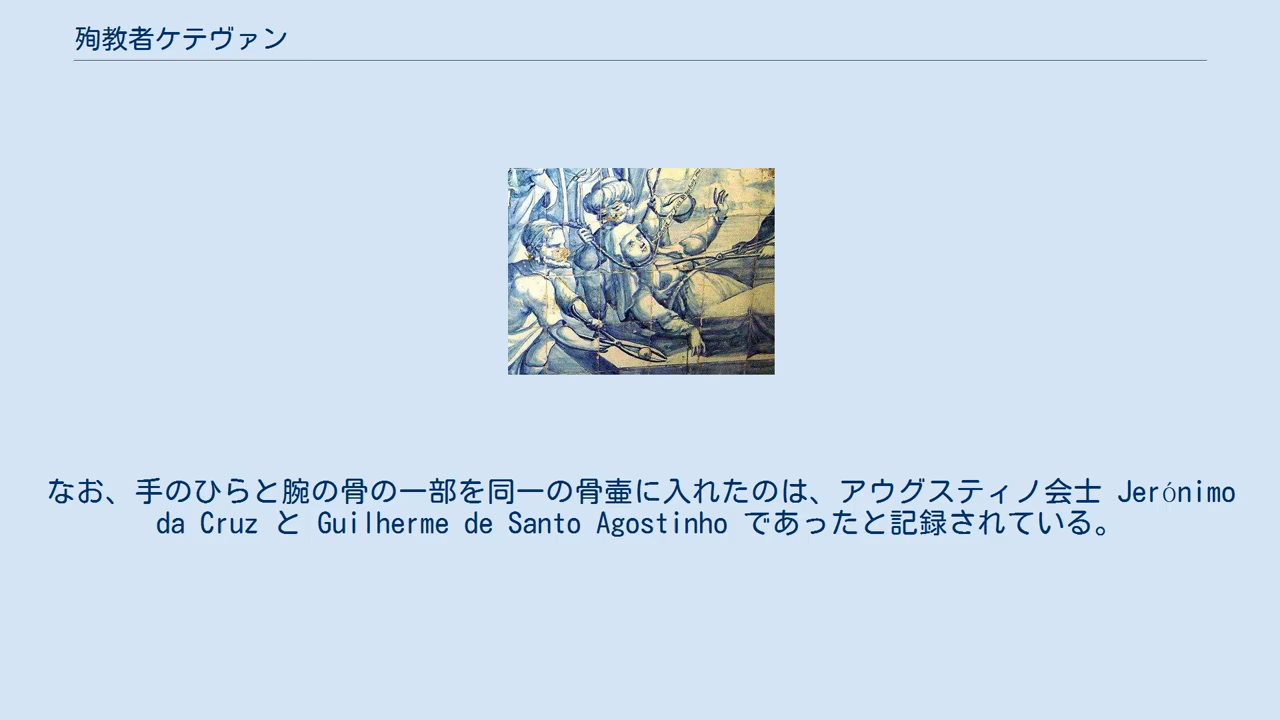 殉教者ケテヴァン
なお、手のひらと腕の骨の一部を同一の骨壷に入れたのは、アウグスティノ会士 Jerónimo
da Cruz と Guilherme de Santo Agostinho であったと記録されている。